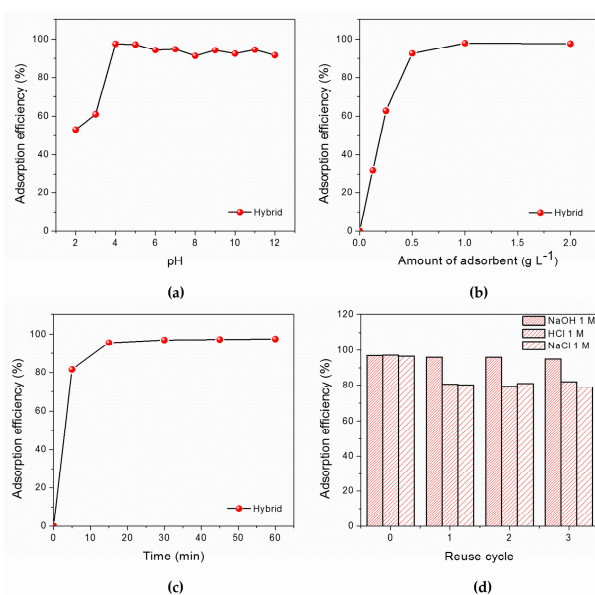 100
80
60
40
20
0
Adsorption efficiency (%)
2 4 6 8 10 12
pH
Hybrid
(a)
100
80
60
40
20
0
Adsorption efficiency (%)
0.0 0.5 1.0 1.5 2.0
Amount of adsorbent (g L-1)
Hybrid
(b)
100
80
60
40
20
0
Adsorption efficiency (%)
0 10 20 30 40 50 60
Time (min)
Hybrid
(c)
120
100
80
60
40
20
0
Adsorption efficiency (%)
NaOH 1 M
HCl 1 M
NaCl 1 M
0 1 2 3
Reuse cycle
(d)